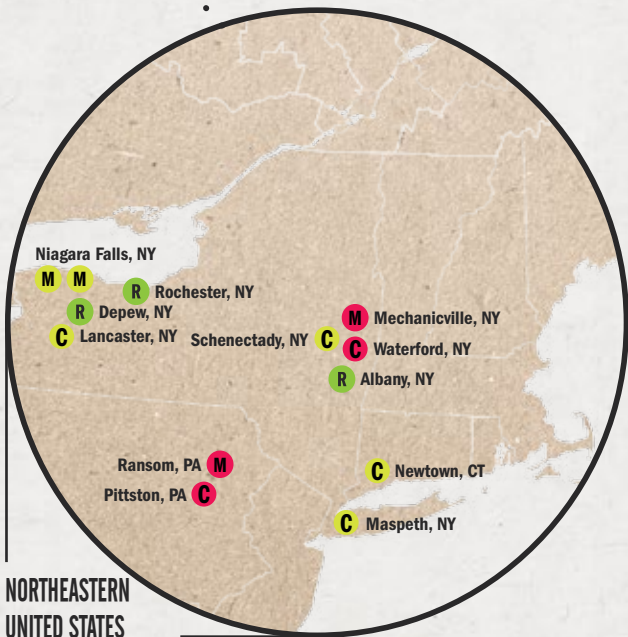 Niagara Falls, NY
M M
R Rochester, NY
R Depew, NY
C Lancaster, NY
M Mechanicville, NY
Schenectady, NY C
C Waterford, NY
R Albany, NY
Ransom, PA M
Pittston, PA C
C Newtown, CT
C Maspeth, NY
NORTHEASTERN
UNITED STATES